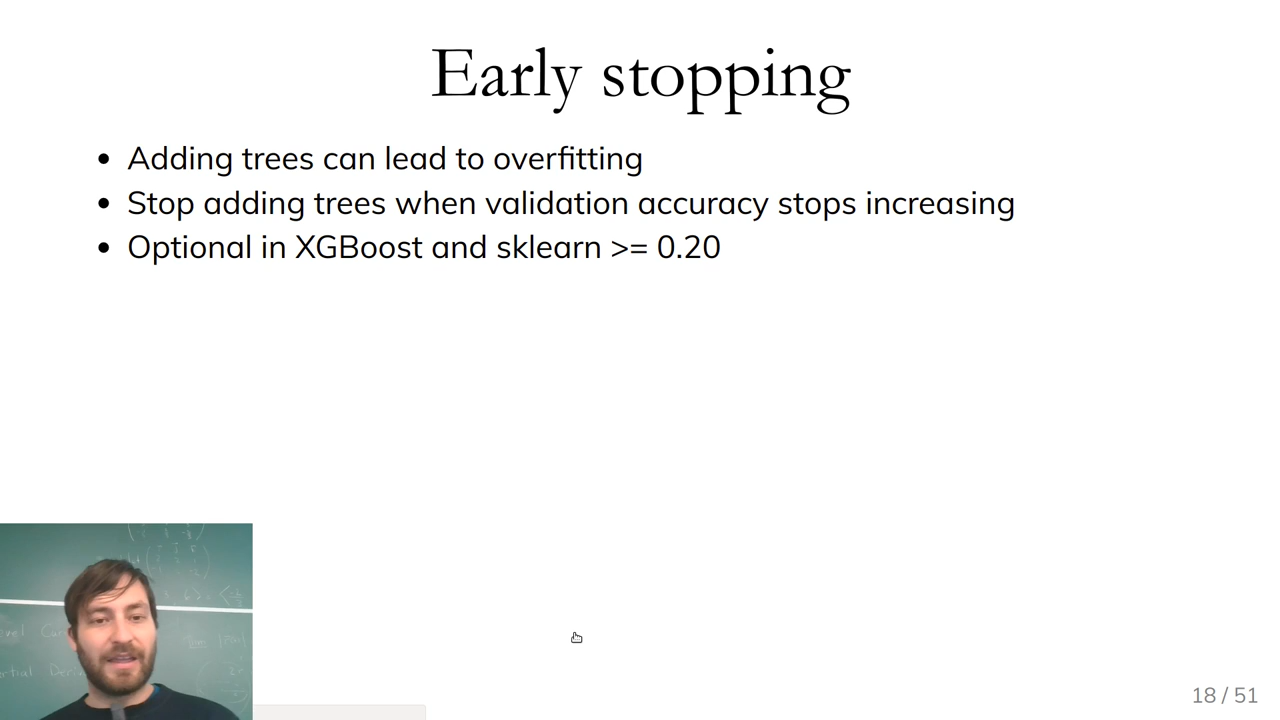 Early stopping
• Adding trees can lead to overfitting
• Stop adding trees when validation accuracy stops increasing
• Optional in XGBoost and sklearn >= 0.20
18 / 51